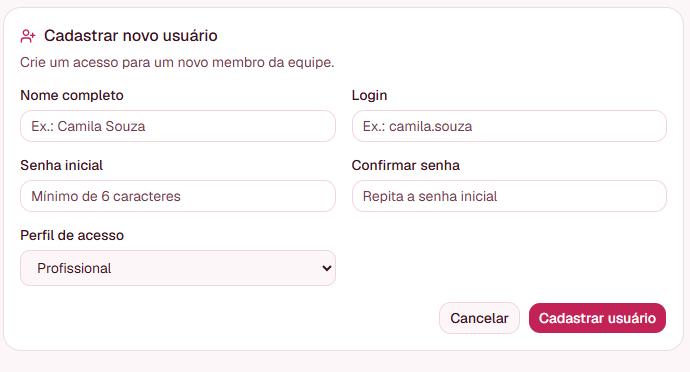 Cadastrar novo usuário
Crie um acesso para um novo membro da equipe.
Nome completo
Login
Ex.: Camila Souza
Ex.: camila.souza
Senha inicial
Confirmar senha
Mínimo de 6 caracteres
Repita a senha inicial
Perfil de acesso
Profissional
Cancelar
Cadastrar usuário